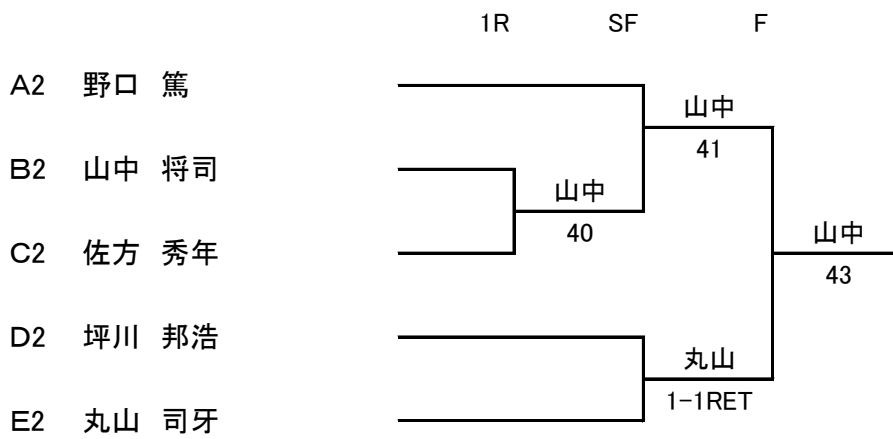 1R SF F
A2 野口 篤
山中
41
B2 山中 将司
山中
40
C2 佐方 秀年
山中
43
D2 坪川 邦浩
丸山
1-1RET
E2 丸山 司牙